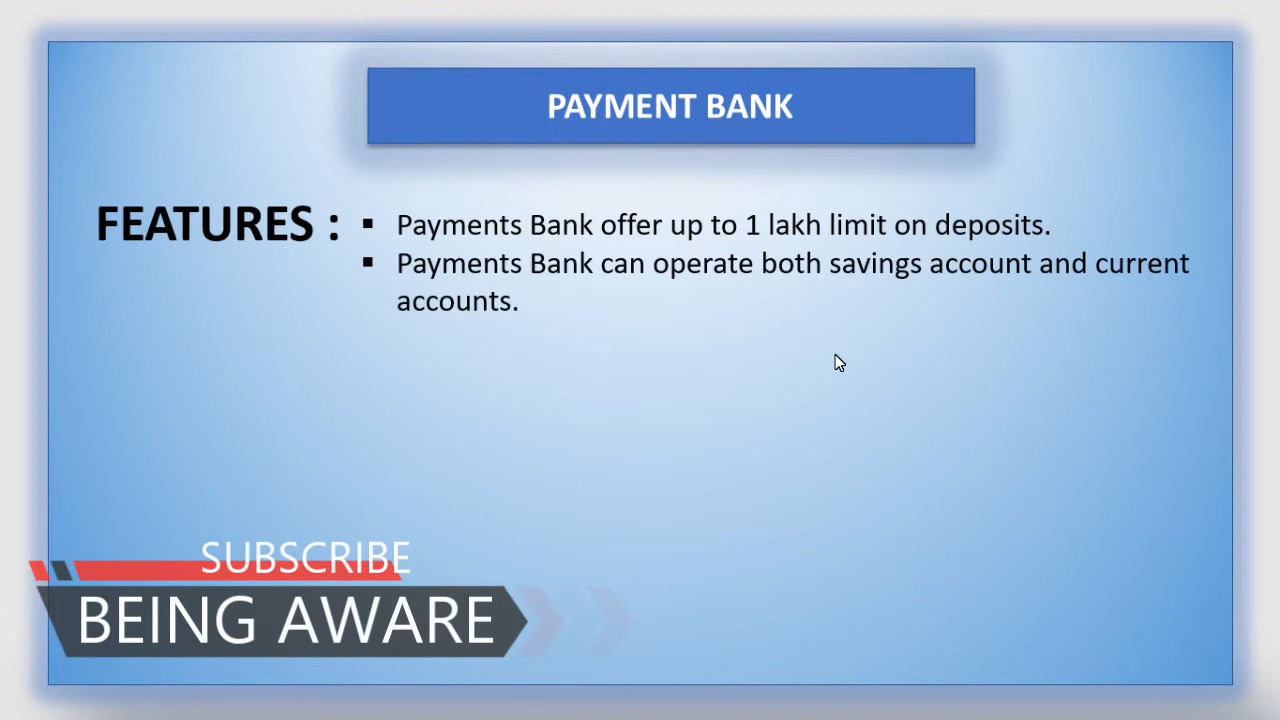 PAYMENT BANK
FEATURES :
▪ Payments Bank offer up to 1 lakh limit on deposits.
▪ Payments Bank can operate both savings account and current
accounts.
SUBSCRIBE
BEING AWARE